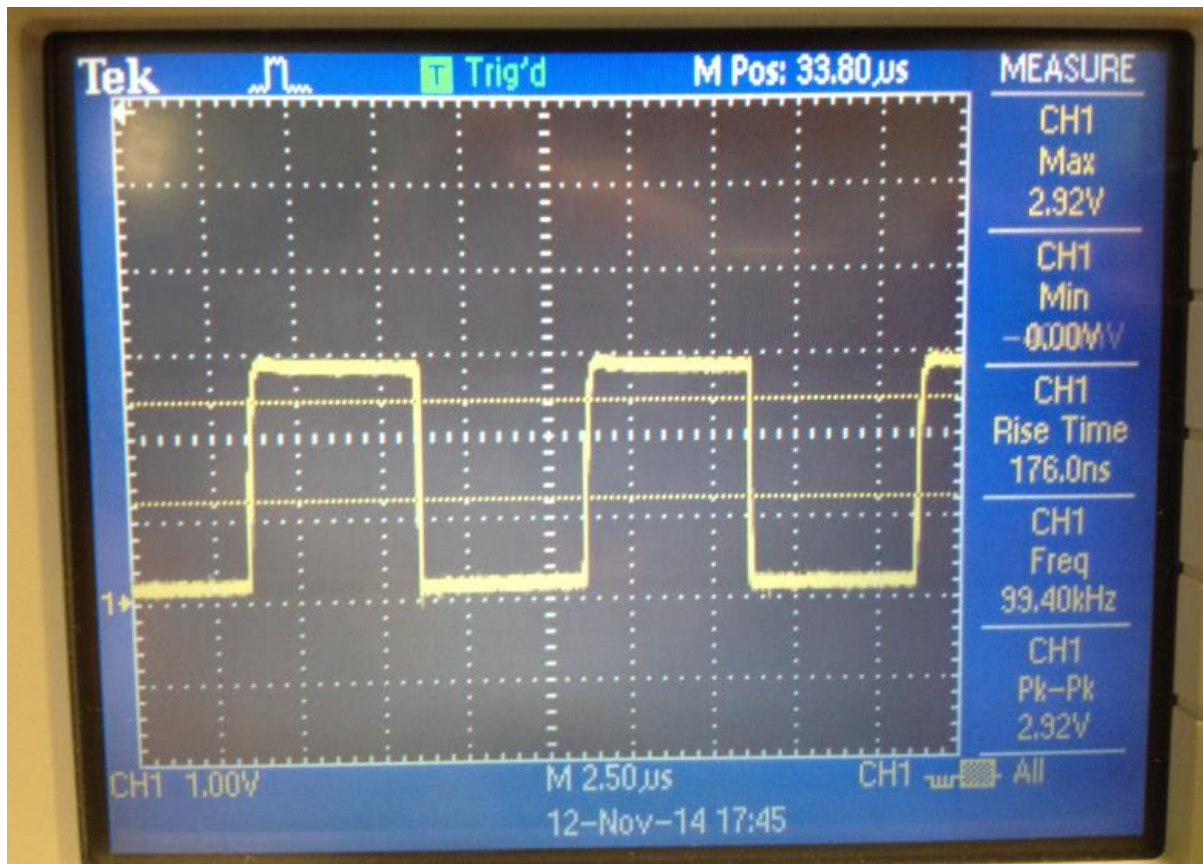 Tek T Trig'd M Pos: 33.80µs MEASURE
CH1
Max
2.92V
CH1
Min
CH1
Rise Time
176.0ns
CH1
Freq
99.40kHz
1
CH1
Pk-Pk
2.92V
CH1 1.00V M 2.50µs CH1 All
12-Nov-14 17:45